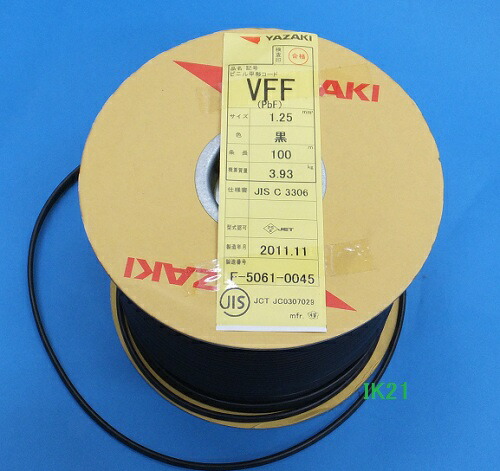 YAZAKI
検査印 合格
品名 記号
ビニル平形コード
YAZAKI
VFF
(PbF)
サイズ 1.25 mm²
色 黒
条長 100 m
概算質量 3.93 kg
仕様書 JIS C 3306
型式認可 JET
製造年月 2011.11
製造番号
F-5061-0045
YAZAKI
JIS JCT JC0307029
mfr.
IK21